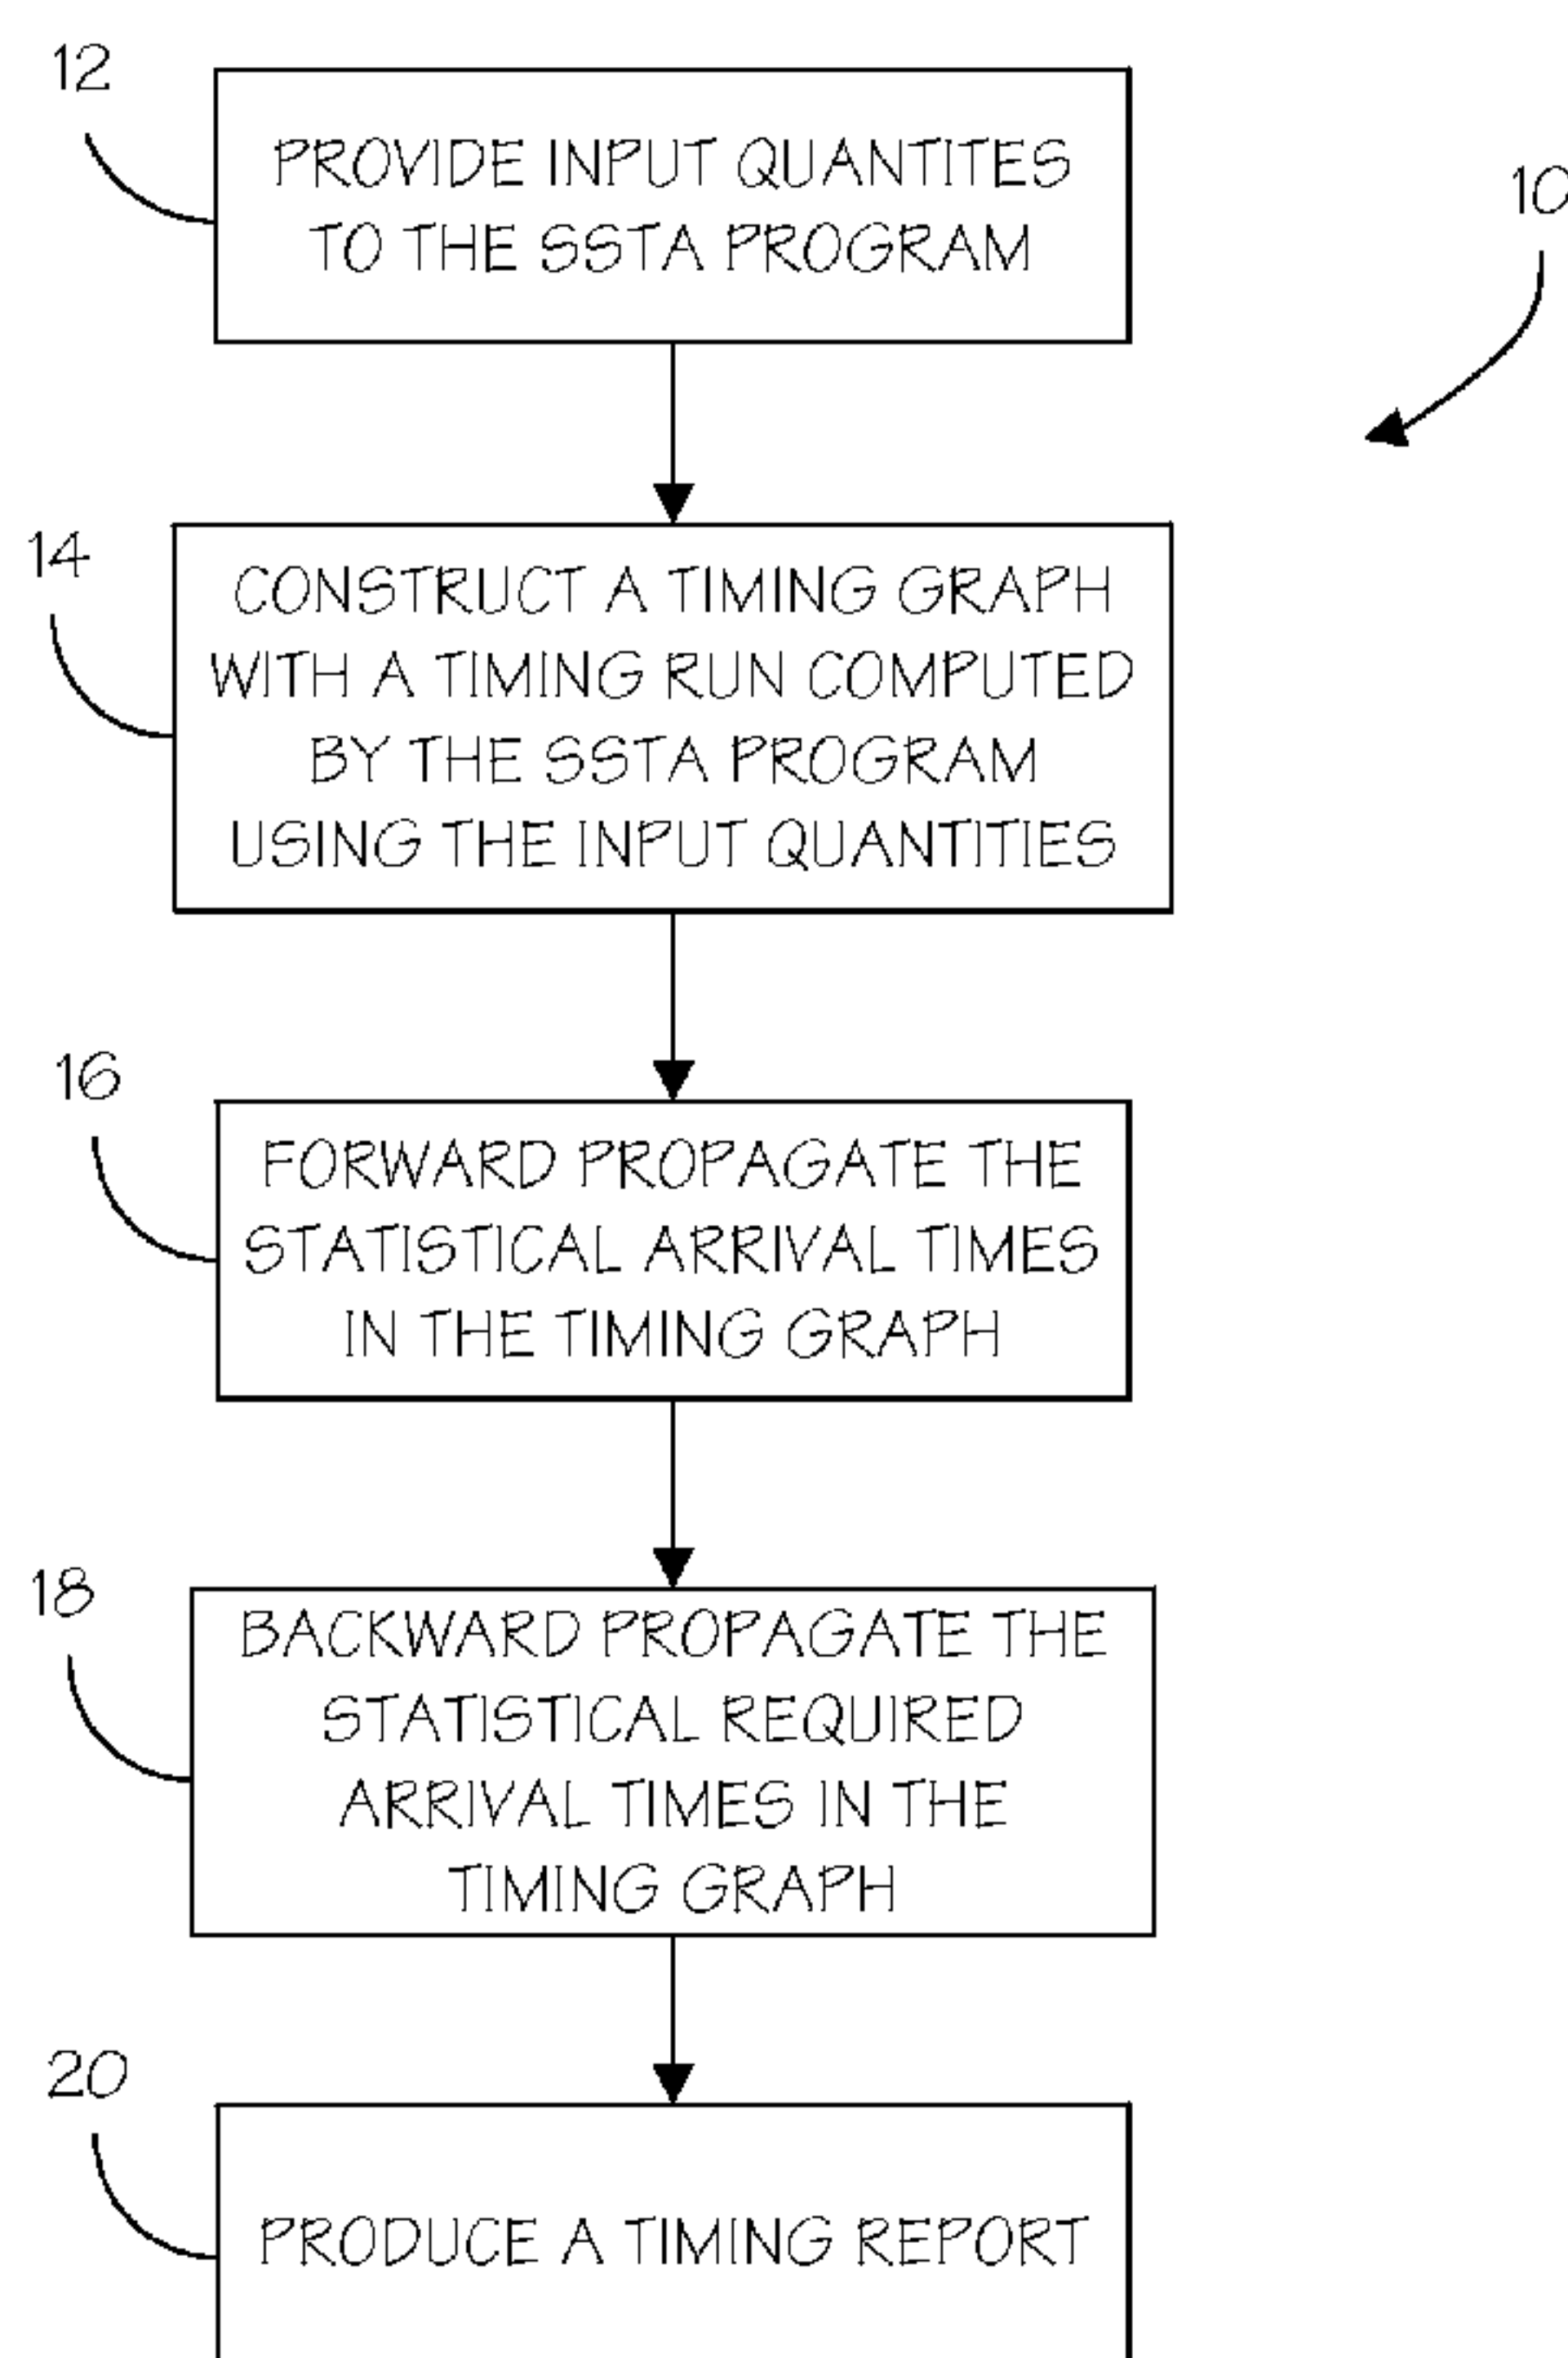 12
PROVIDE INPUT QUANTITES
TO THE SSTA PROGRAM
10
14
CONSTRUCT A TIMING GRAPH
WITH A TIMING RUN COMPUTED
BY THE SSTA PROGRAM
USING THE INPUT QUANTITIES
16
FORWARD PROPAGATE THE
STATISTICAL ARRIVAL TIMES
IN THE TIMING GRAPH
18
BACKWARD PROPAGATE THE
STATISTICAL REQUIRED
ARRIVAL TIMES IN THE
TIMING GRAPH
20
PRODUCE A TIMING REPORT